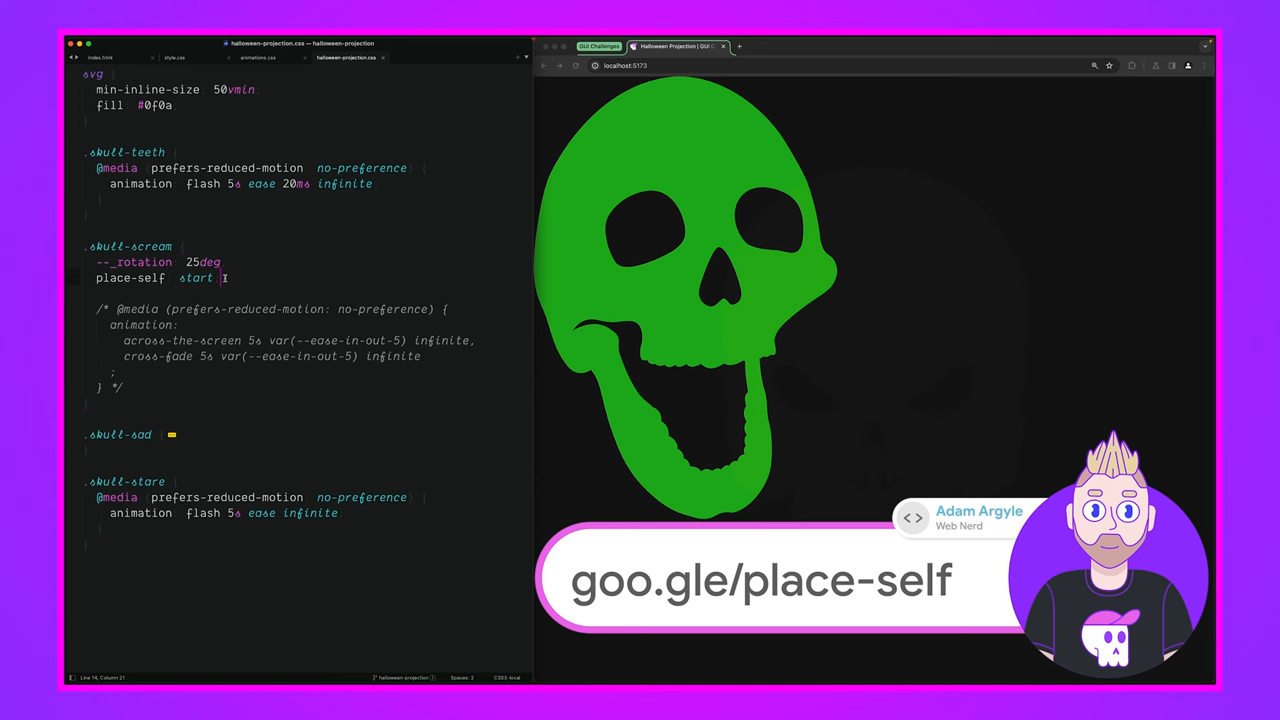 halloween-projection.css — halloween-projection
index.html
style.css
animations.css
halloween-projection.css
svg {
min-inline-size: 50vmin;
fill: #0f0a;
}
.skull-teeth {
@media (prefers-reduced-motion: no-preference) {
animation: flash 5s ease 20ms infinite;
}
}
.skull-scream {
--_rotation: 25deg;
place-self: start;
/* @media (prefers-reduced-motion: no-preference) {
animation:
across-the-screen 5s var(--ease-in-out-5) infinite,
cross-fade 5s var(--ease-in-out-5) infinite
;
} */
}
.skull-sad {
}
.skull-stare {
@media (prefers-reduced-motion: no-preference) {
animation: flash 5s ease infinite;
}
}
Line 14, Column 21
halloween-projection
Spaces: 2
CSS3-local
GUI Challenges
Halloween Projection | GUI C
localhost:5173
Adam Argyle
Web Nerd
goo.gle/place-self